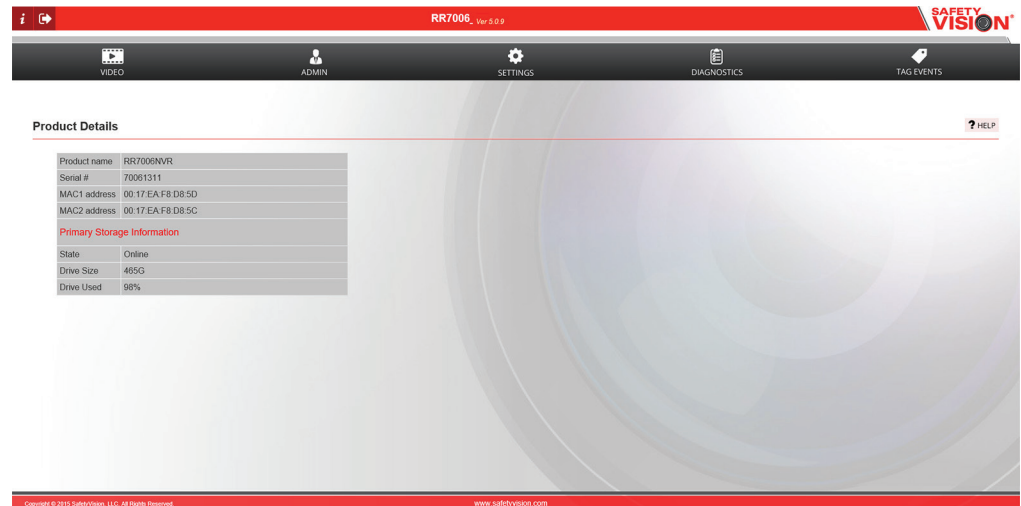 i
RR7006_ Ver 5.0.9
SAFETY VISION®
VIDEO
ADMIN
SETTINGS
DIAGNOSTICS
TAG EVENTS
Product Details
? HELP
Product name RR7006NVR
Serial # 70061311
MAC1 address 00:17:EA:F8:D8:5D
MAC2 address 00:17:EA:F8:D8:5C
Primary Storage Information
State Online
Drive Size 465G
Drive Used 98%
Copyright © 2015 SafetyVision, LLC. All Rights Reserved.
www.safetyvision.com